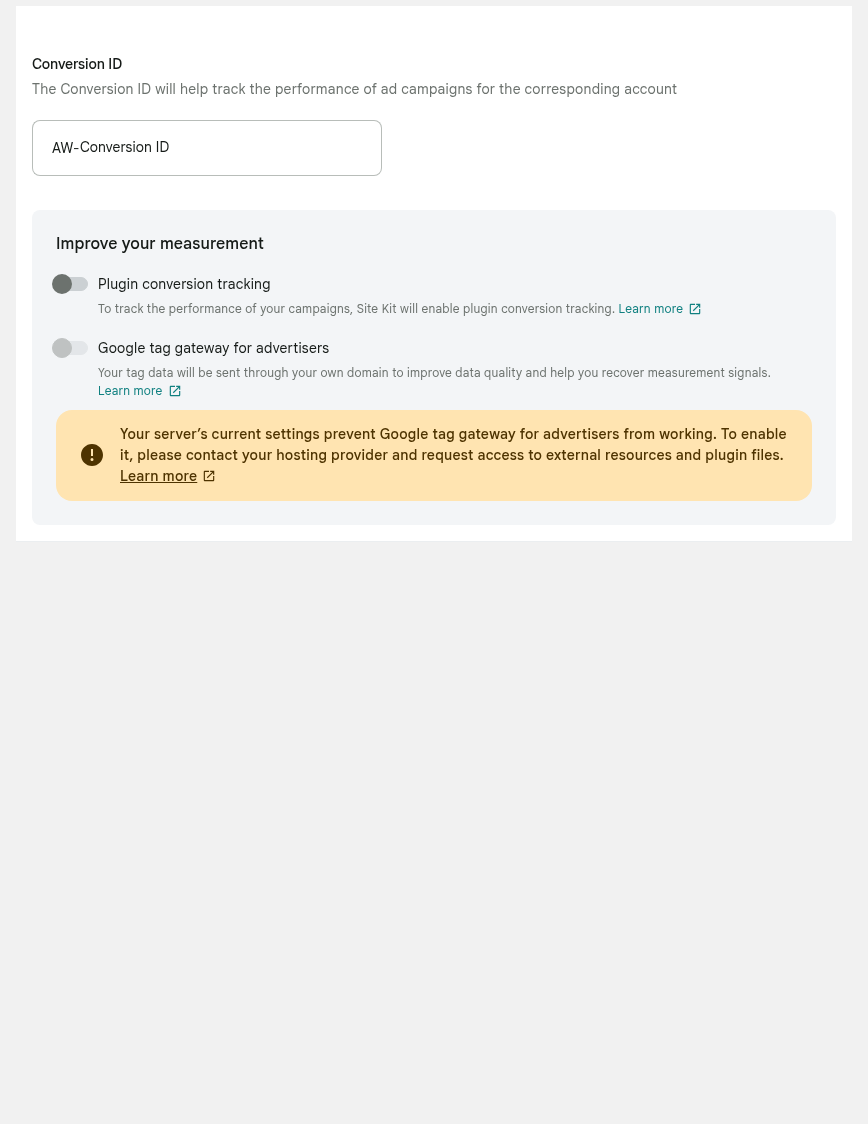 Conversion ID
The Conversion ID will help track the performance of ad campaigns for the corresponding account
AW-Conversion ID
Improve your measurement
Plugin conversion tracking
To track the performance of your campaigns, Site Kit will enable plugin conversion tracking. Learn more
Google tag gateway for advertisers
Your tag data will be sent through your own domain to improve data quality and help you recover measurement signals.
Learn more
Your server’s current settings prevent Google tag gateway for advertisers from working. To enable
it, please contact your hosting provider and request access to external resources and plugin files.
Learn more